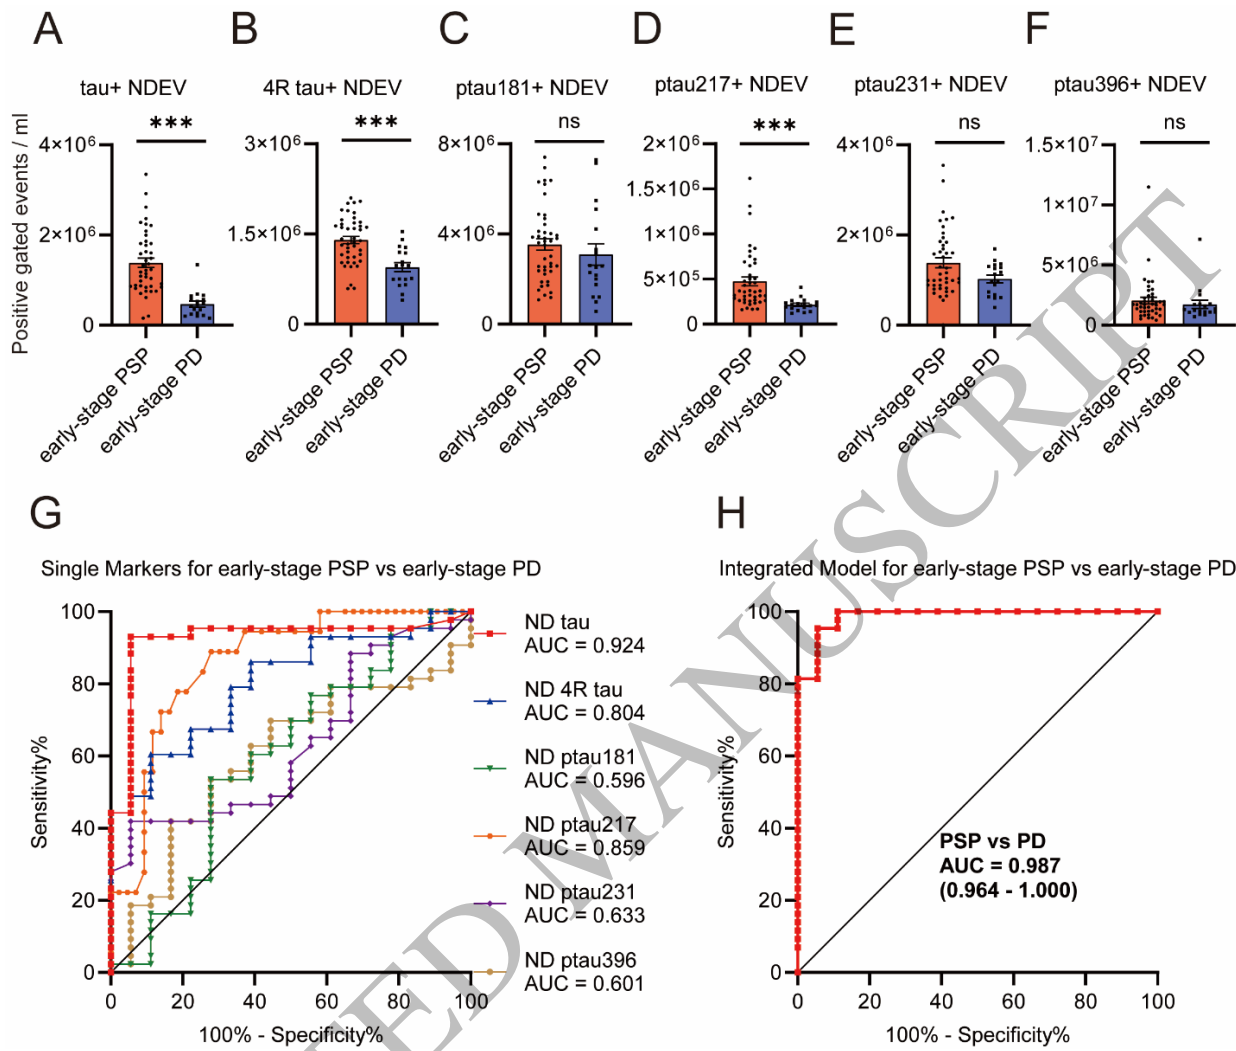 A
B
C
D
E
F
tau+ NDEV
4R tau+ NDEV
ptau181+ NDEV
ptau217+ NDEV
ptau231+ NDEV
ptau396+ NDEV
Positive gated events / ml
***
4×10⁶
2×10⁶
0
early-stage PSP
early-stage PD
***
3×10⁶
1.5×10⁶
0
early-stage PSP
early-stage PD
ns
8×10⁶
4×10⁶
0
early-stage PSP
early-stage PD
***
2×10⁶
2×10⁶
1×10⁶
5×10⁵
0
early-stage PSP
early-stage PD
ns
4×10⁶
2×10⁶
0
early-stage PSP
early-stage PD
ns
1.5×10⁷
1×10⁷
5×10⁶
0
early-stage PSP
early-stage PD
G
Single Markers for early-stage PSP vs early-stage PD
Sensitivity%
100
80
60
40
20
0
0 20 40 60 80 100
100% - Specificity%
ND tau
AUC = 0.924
ND 4R tau
AUC = 0.804
ND ptau181
AUC = 0.596
ND ptau217
AUC = 0.859
ND ptau231
AUC = 0.633
ND ptau396
AUC = 0.601
H
Integrated Model for early-stage PSP vs early-stage PD
Sensitivity%
100
80
60
40
20
0
0 20 40 60 80 100
100% - Specificity%
PSP vs PD
AUC = 0.987
(0.964 - 1.000)
TED MANUSCRIPT